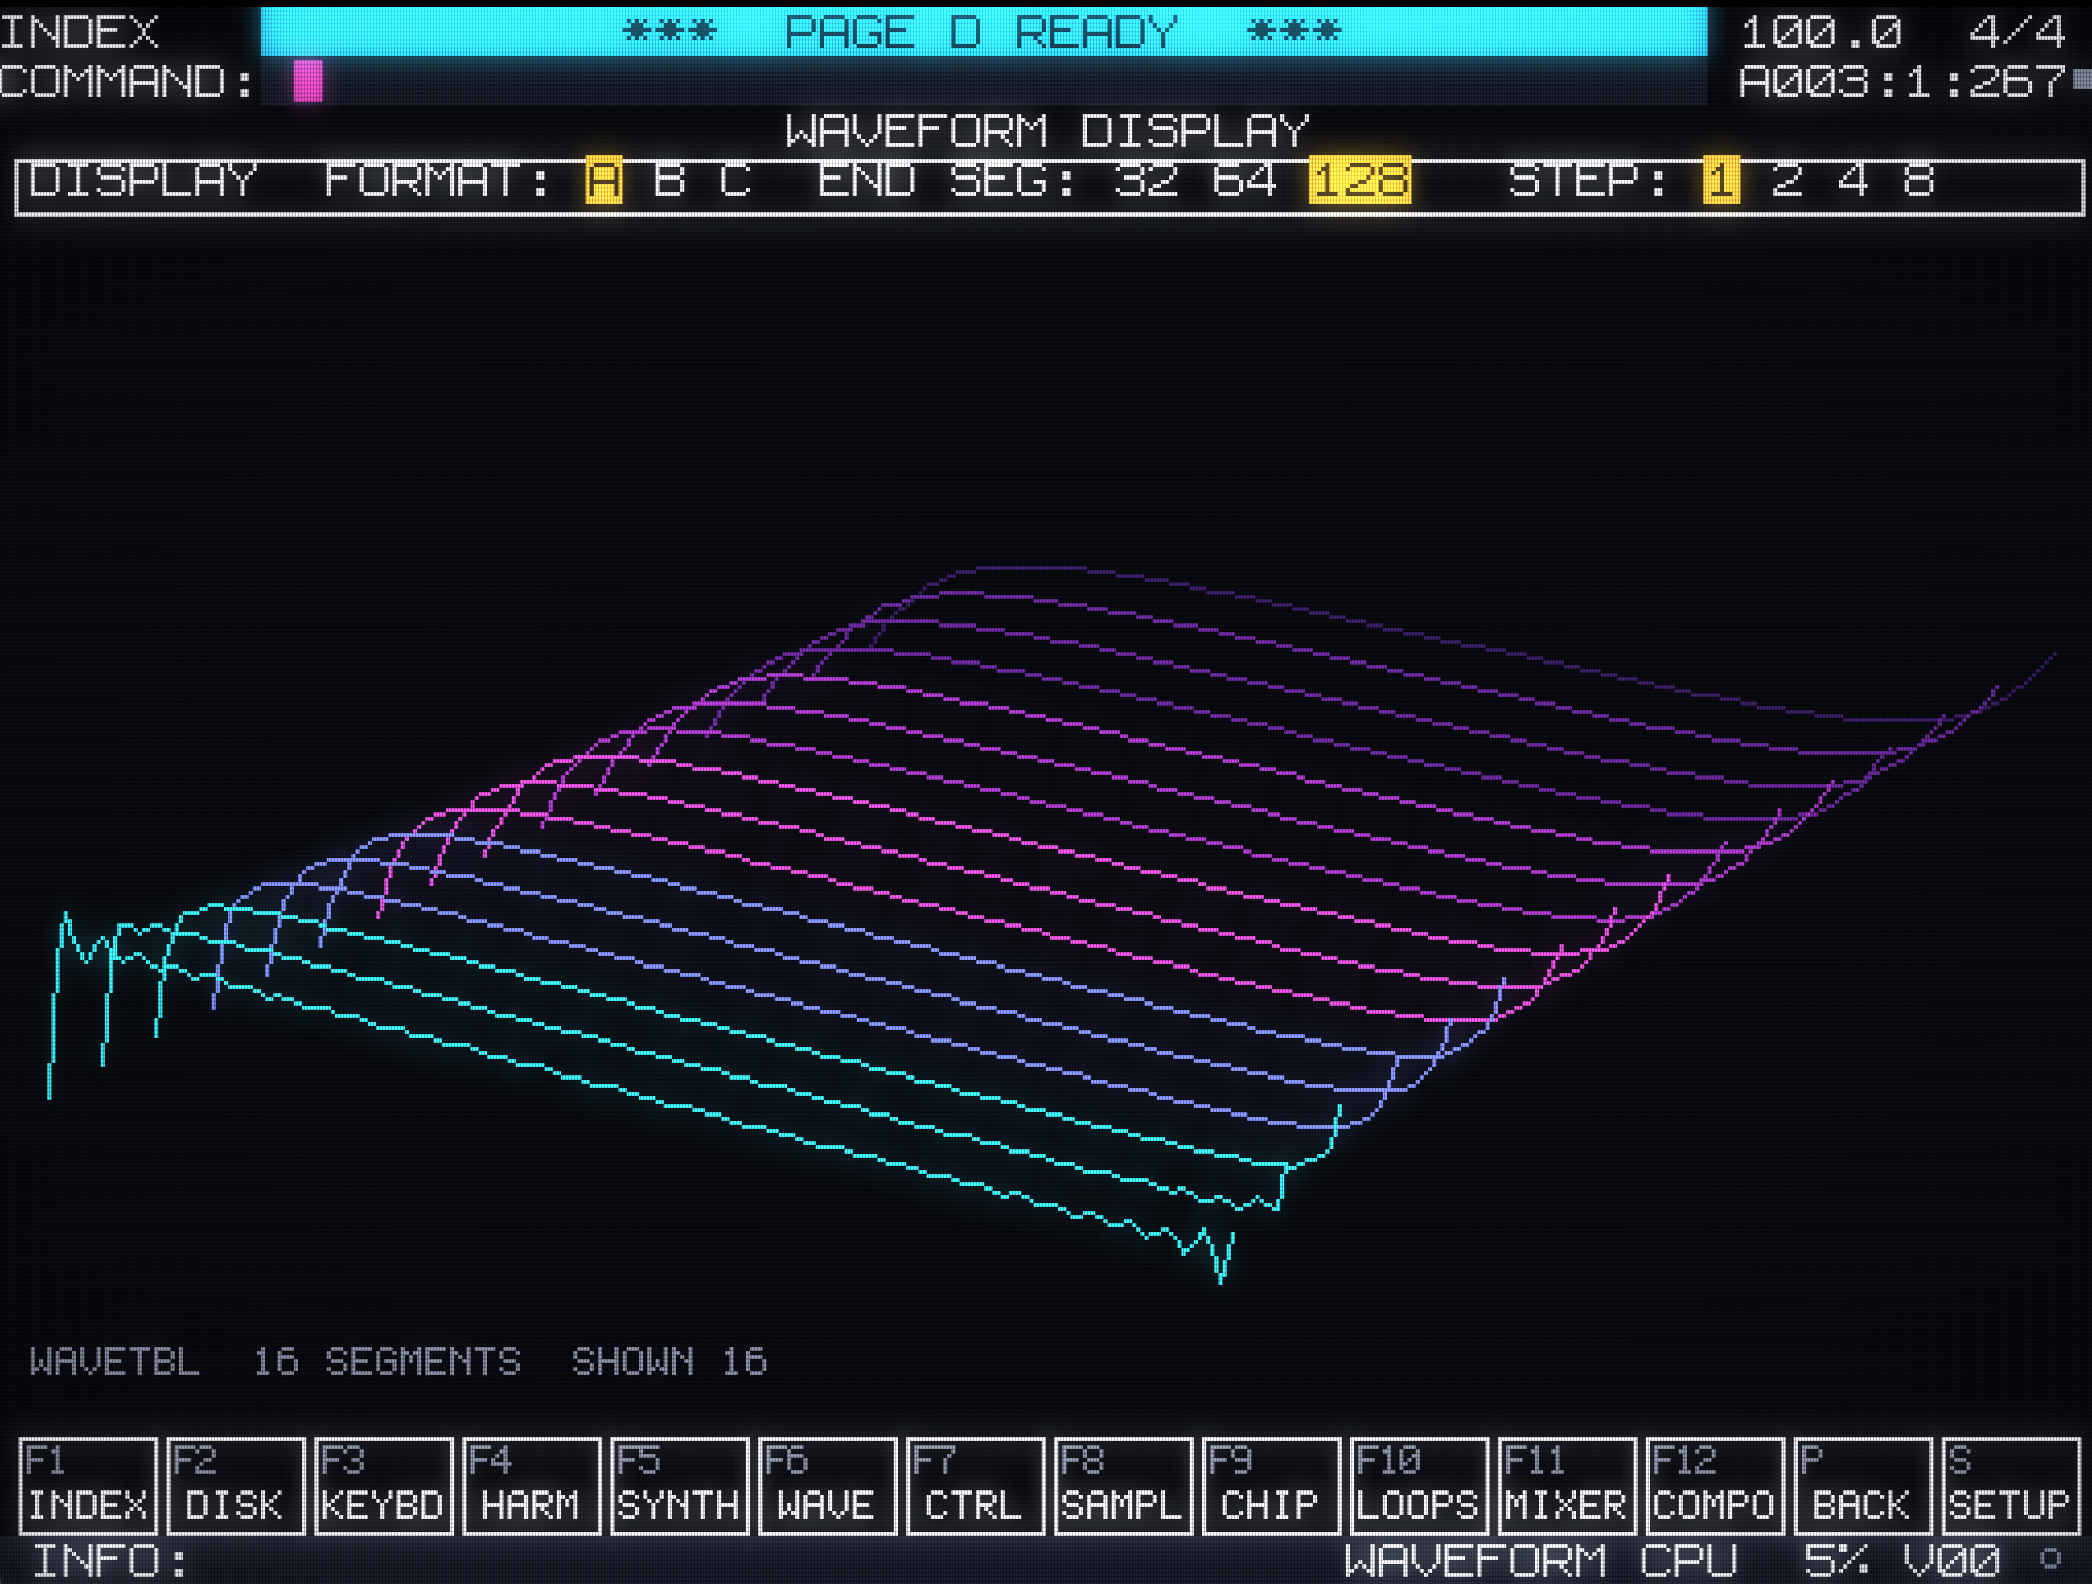 INDEX *** PAGE D READY *** 100.0 4/4
COMMAND: A003:1:267
WAVEFORM DISPLAY
DISPLAY FORMAT: A B C END SEG: 32 64 128 STEP: 1 2 4 8
WAVETBL 16 SEGMENTS SHOWN 16
F1 F2 F3 F4 F5 F6 F7 F8 F9 F10 F11 F12 P S
INDEX DISK KEYBD HARM SYNTH WAVE CTRL SAMPL CHIP LOOPS MIXER COMPO BACK SETUP
INFO: WAVEFORM CPU 5% V00